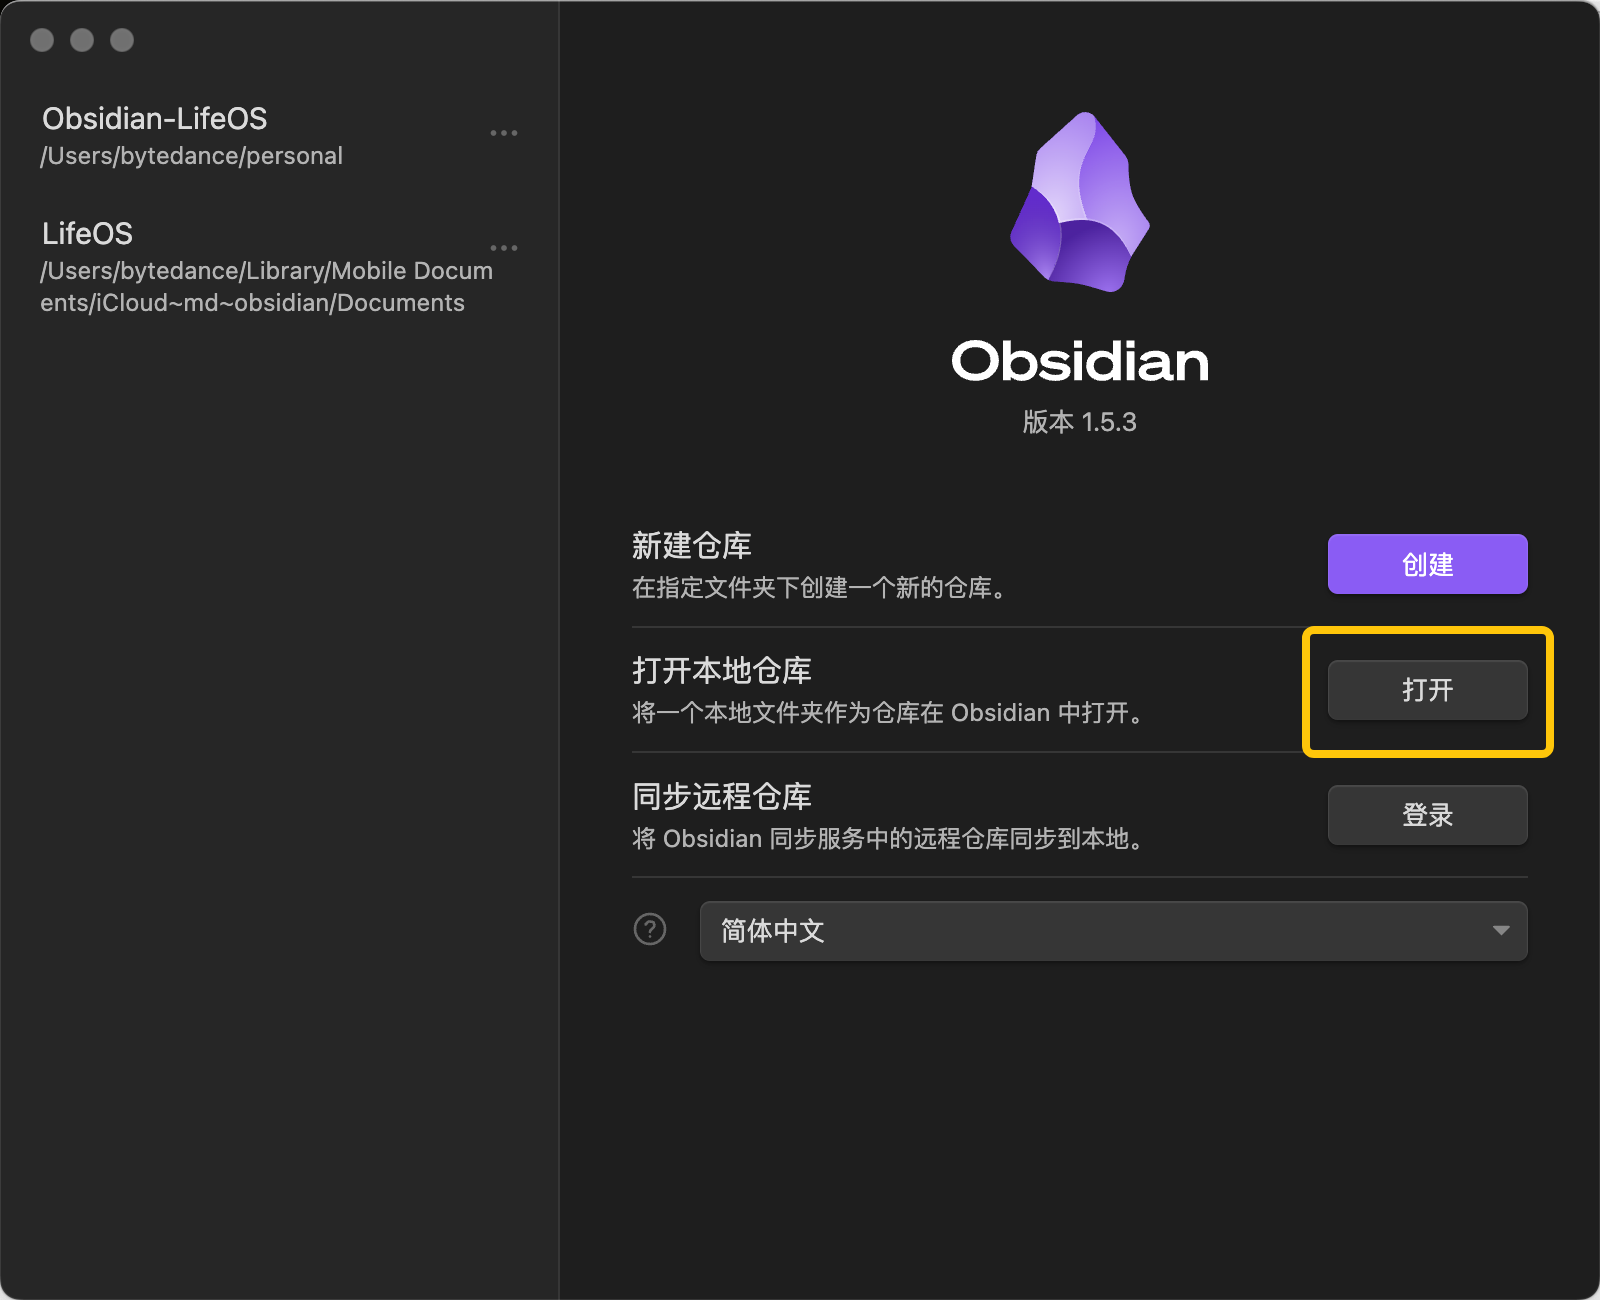 Obsidian-LifeOS
/Users/bytedance/personal
LifeOS
/Users/bytedance/Library/Mobile Docum
ents/iCloud~md~obsidian/Documents
Obsidian
版本 1.5.3
新建仓库
在指定文件夹下创建一个新的仓库。
创建
打开本地仓库
将一个本地文件夹作为仓库在 Obsidian 中打开。
打开
同步远程仓库
将 Obsidian 同步服务中的远程仓库同步到本地。
登录
?
简体中文